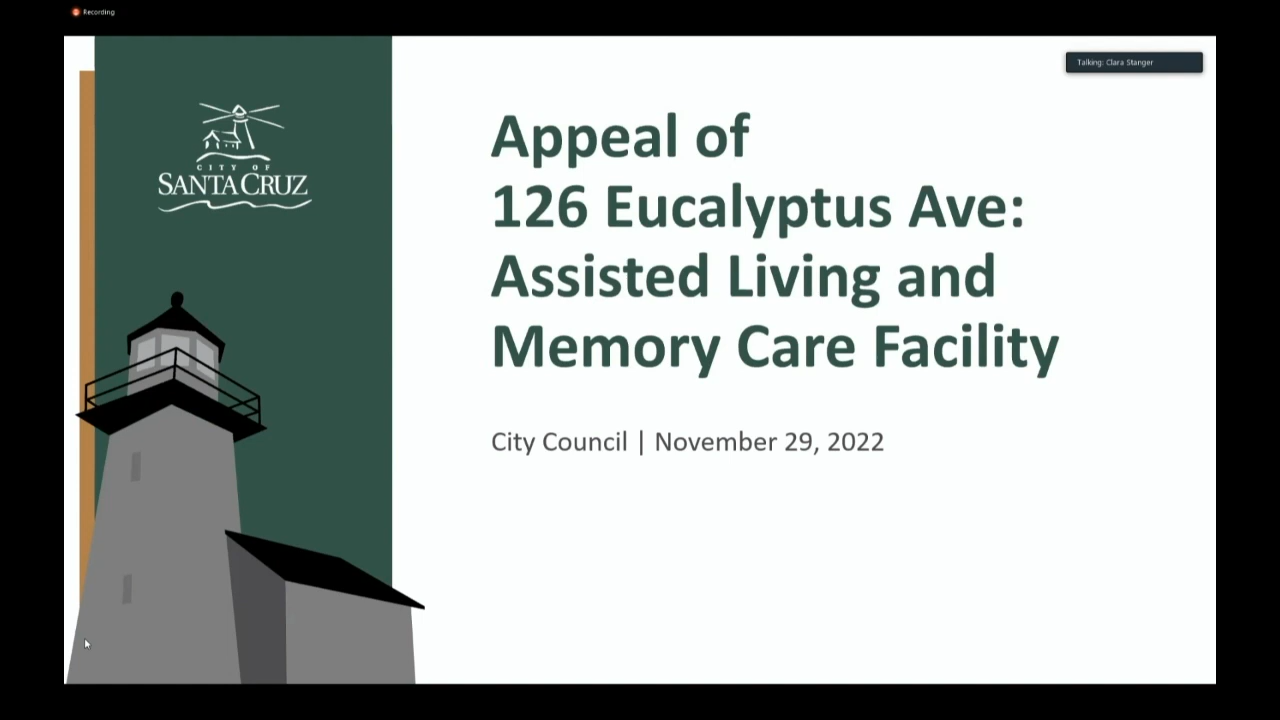 Recording
Talking: Clara Stanger
CITY OF
SANTA CRUZ
Appeal of
126 Eucalyptus Ave:
Assisted Living and
Memory Care Facility
City Council | November 29, 2022